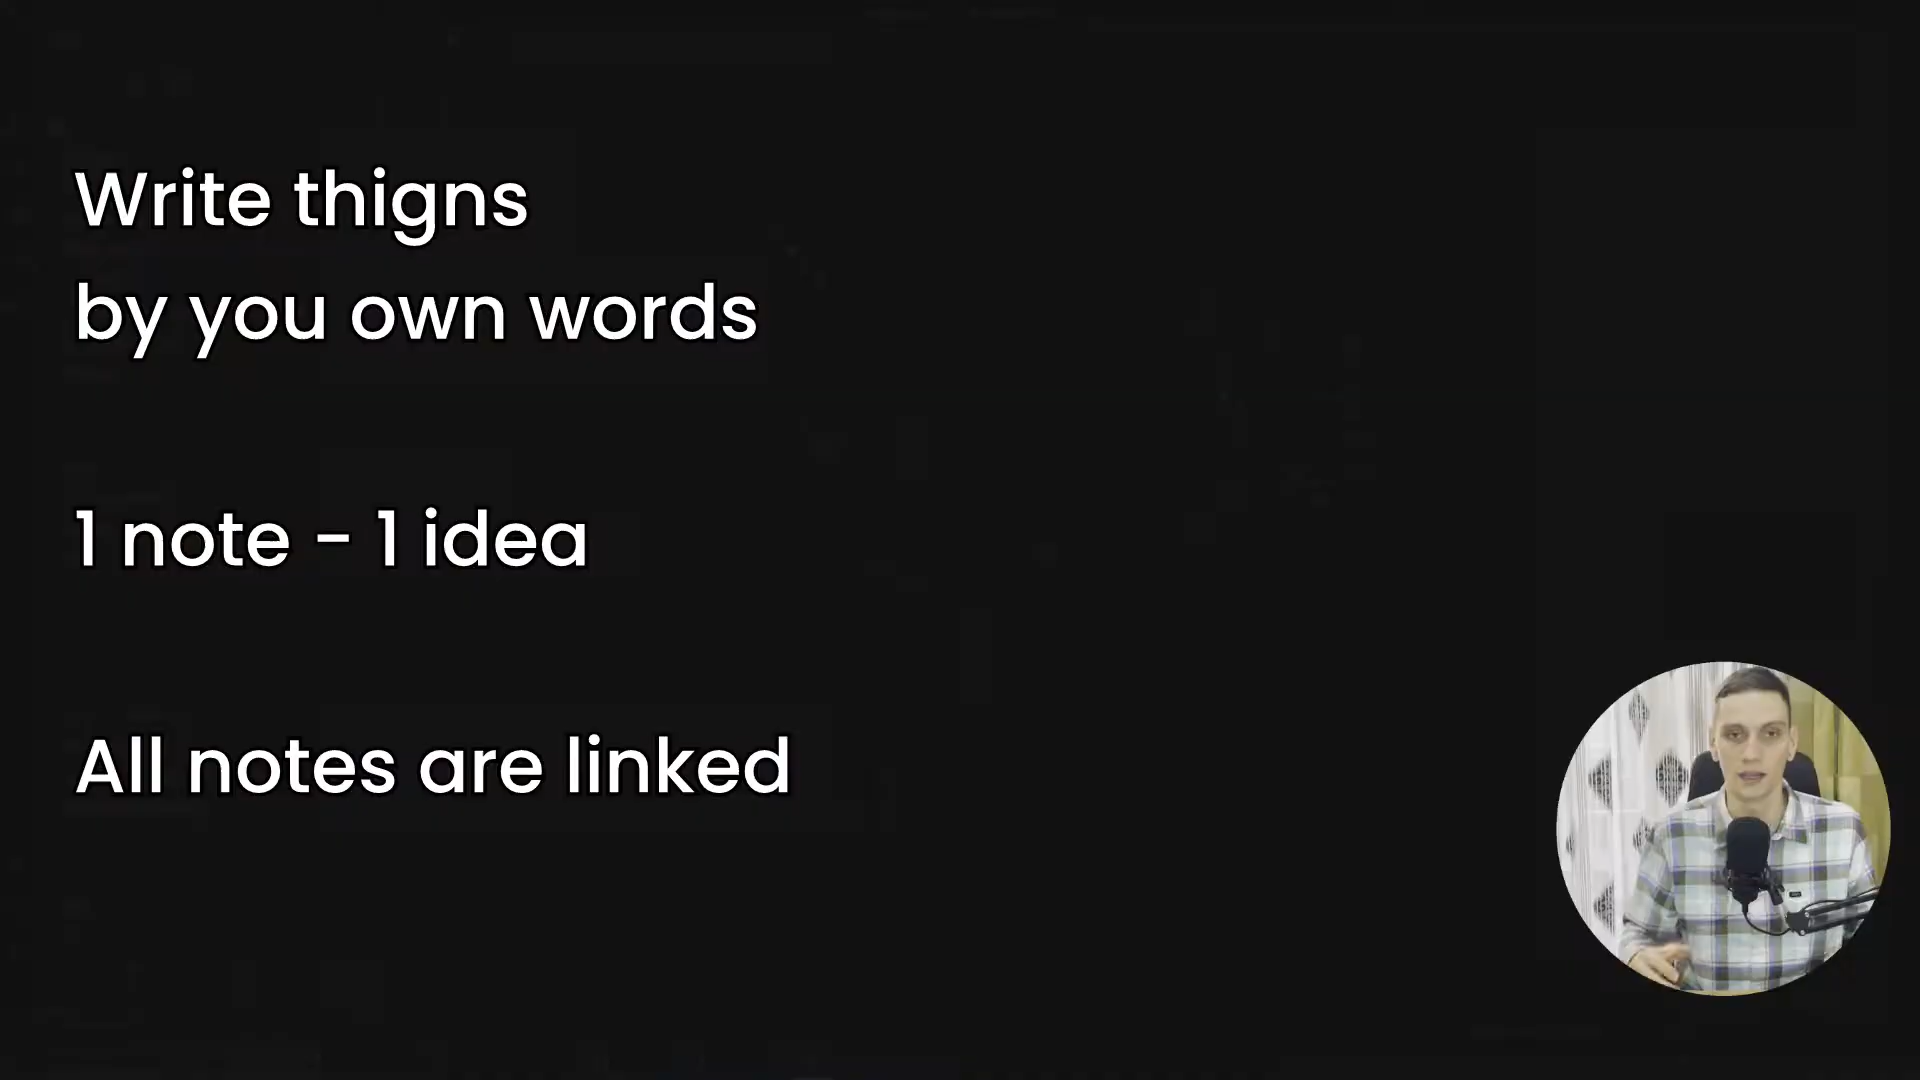 Write thigns
by you own words
1 note - 1 idea
All notes are linked